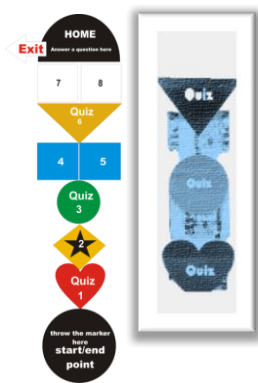 HOME
Exit
Answer a question here
7 8
Quiz
6
4 5
Quiz
3
2
Quiz
1
throw the marker
here
start/end
point
Quiz
Quiz
Quiz